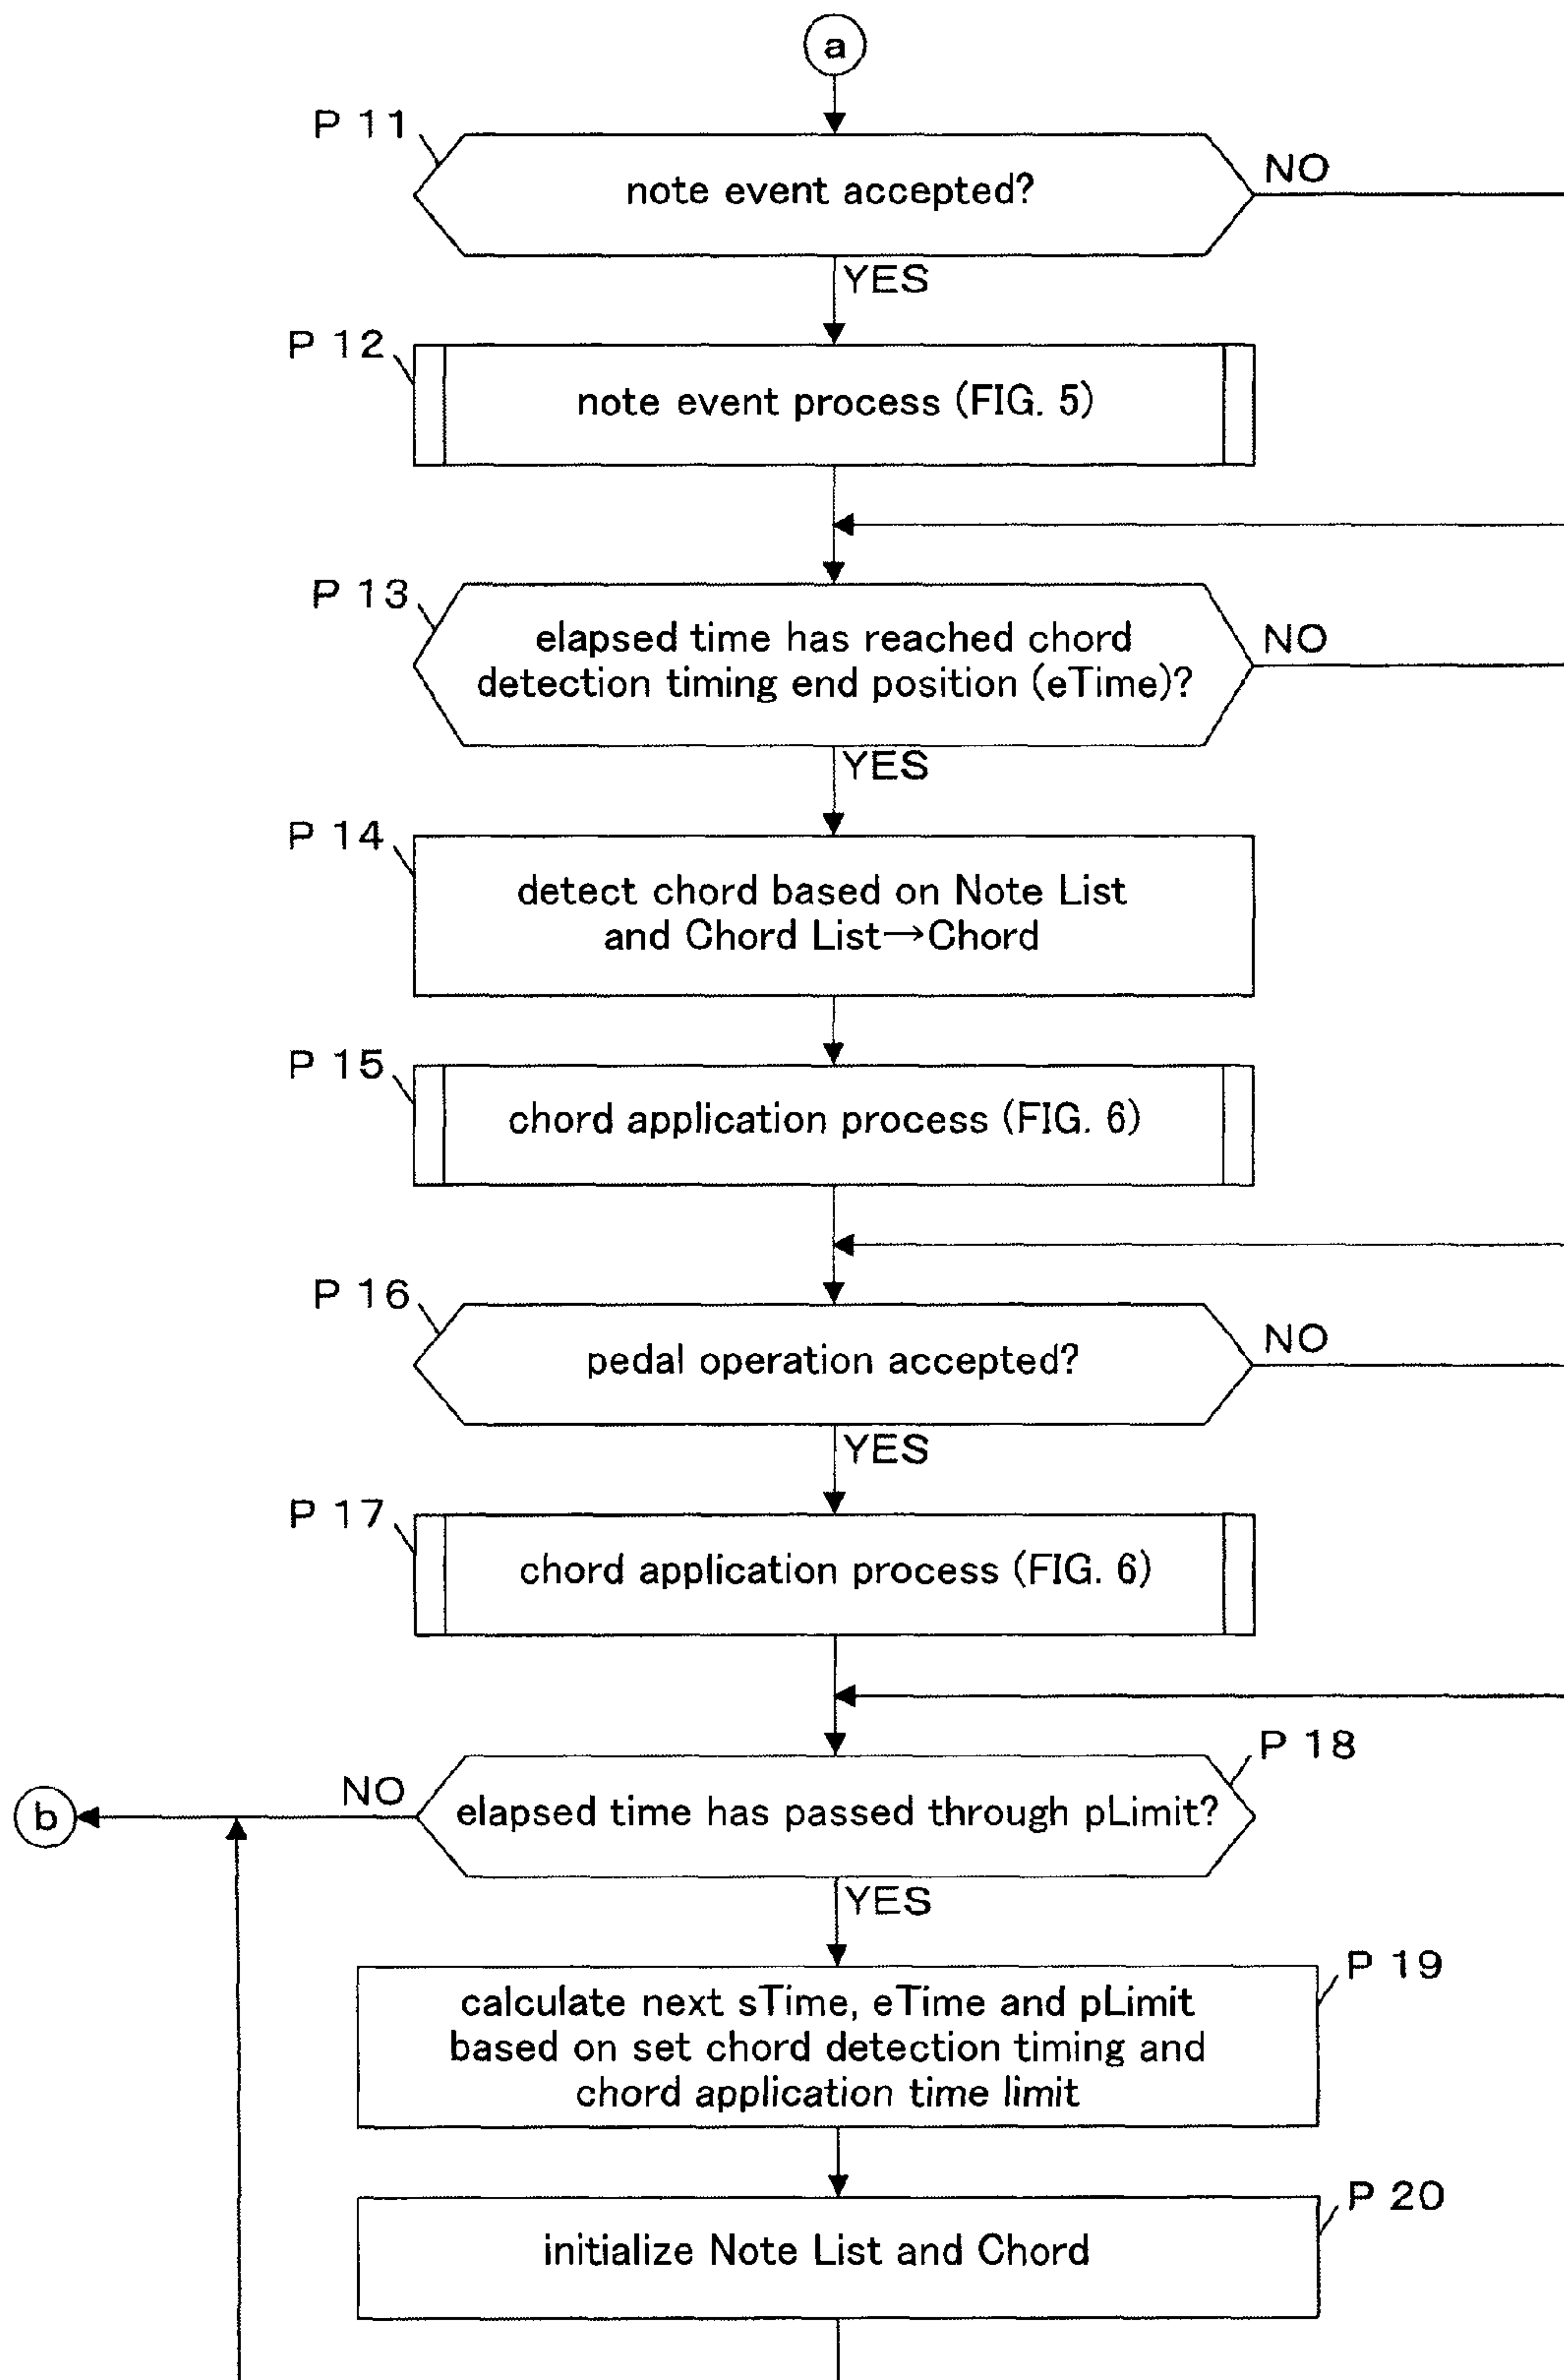 a
P 11
note event accepted?
NO
YES
P 12
note event process (FIG. 5)
P 13
elapsed time has reached chord
detection timing end position (eTime)?
NO
YES
P 14
detect chord based on Note List
and Chord List→Chord
P 15
chord application process (FIG. 6)
P 16
pedal operation accepted?
NO
YES
P 17
chord application process (FIG. 6)
P 18
NO
b
elapsed time has passed through pLimit?
YES
P 19
calculate next sTime, eTime and pLimit
based on set chord detection timing and
chord application time limit
P 20
initialize Note List and Chord